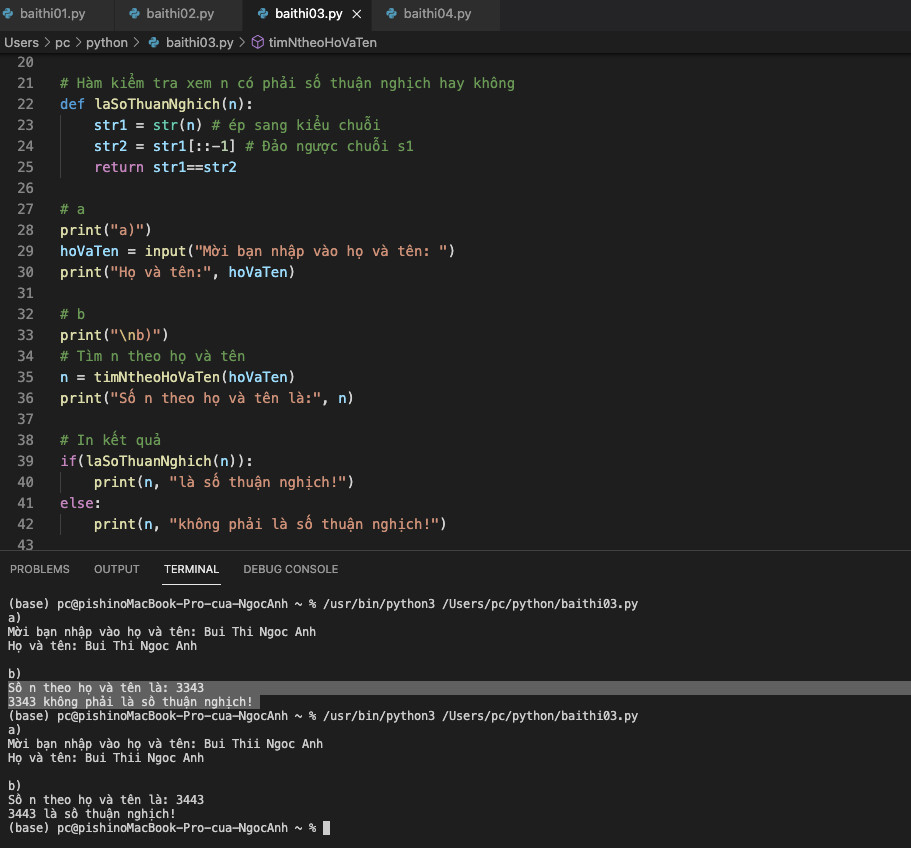 baithi01.py baithi02.py baithi03.py × baithi04.py
Users > pc > python > baithi03.py > timNtheoHoVaTen
20
21 # Hàm kiểm tra xem n có phải số thuận nghịch hay không
22 def laSoThuanNghich(n):
23     str1 = str(n) # ép sang kiểu chuỗi
24     str2 = str1[::-1] # Đảo ngược chuỗi s1
25     return str1==str2
26
27 # a
28 print("a)")
29 hoVaTen = input("Mời bạn nhập vào họ và tên: ")
30 print("Họ và tên:", hoVaTen)
31
32 # b
33 print("\nb)")
34 # Tìm n theo họ và tên
35 n = timNtheoHoVaTen(hoVaTen)
36 print("Số n theo họ và tên là:", n)
37
38 # In kết quả
39 if(laSoThuanNghich(n)):
40     print(n, "là số thuận nghịch!")
41 else:
42     print(n, "không phải là số thuận nghịch!")
43
PROBLEMS OUTPUT TERMINAL DEBUG CONSOLE
(base) pc@pishinoMacBook-Pro-cua-NgocAnh ~ % /usr/bin/python3 /Users/pc/python/baithi03.py
a)
Mời bạn nhập vào họ và tên: Bui Thi Ngoc Anh
Họ và tên: Bui Thi Ngoc Anh
b)
Số n theo họ và tên là: 3343
3343 không phải là số thuận nghịch!
(base) pc@pishinoMacBook-Pro-cua-NgocAnh ~ % /usr/bin/python3 /Users/pc/python/baithi03.py
a)
Mời bạn nhập vào họ và tên: Bui Thii Ngoc Anh
Họ và tên: Bui Thii Ngoc Anh
b)
Số n theo họ và tên là: 3443
3443 là số thuận nghịch!
(base) pc@pishinoMacBook-Pro-cua-NgocAnh ~ %